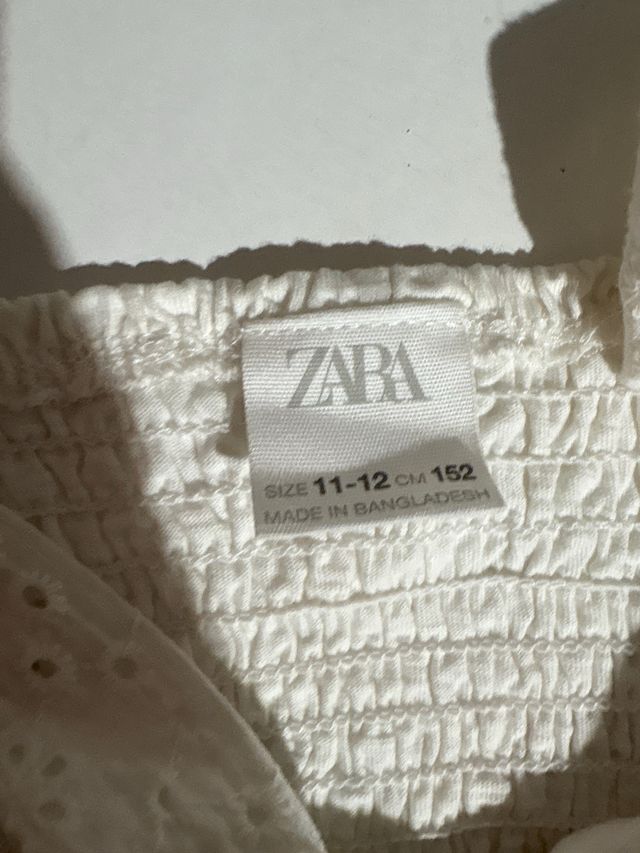 ZARA
SIZE 11-12 CM 152
MADE IN BANGLADESH